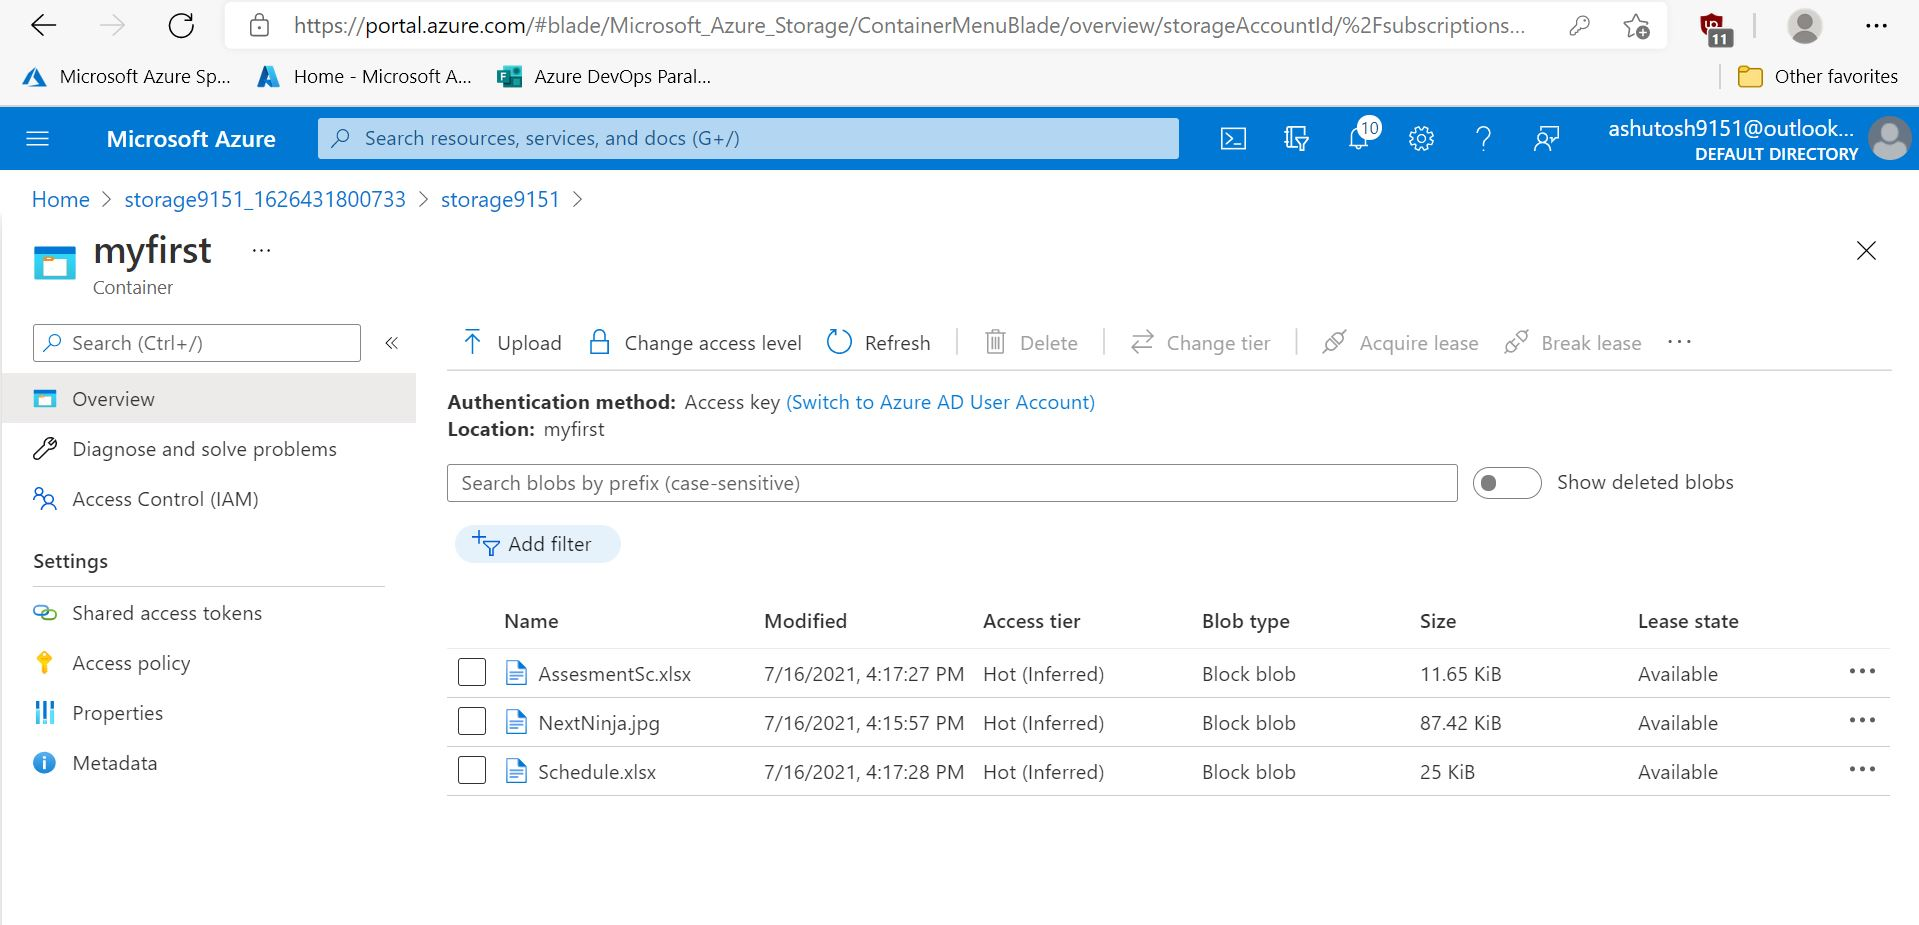 https://portal.azure.com/#blade/Microsoft_Azure_Storage/ContainerMenuBlade/overview/storageAccountId/%2Fsubscriptions...
11
Microsoft Azure Sp...
Home - Microsoft A...
Azure DevOps Paral...
Other favorites
Microsoft Azure
Search resources, services, and docs (G+/)
10
ashutosh9151@outlook...
DEFAULT DIRECTORY
Home > storage9151_1626431800733 > storage9151 >
myfirst ...
Container
Search (Ctrl+/) «
Overview
Diagnose and solve problems
Access Control (IAM)
Settings
Shared access tokens
Access policy
Properties
Metadata
Upload Change access level Refresh Delete Change tier Acquire lease Break lease ...
Authentication method: Access key (Switch to Azure AD User Account)
Location: myfirst
Search blobs by prefix (case-sensitive) Show deleted blobs
Add filter
Name Modified Access tier Blob type Size Lease state
AssesmentSc.xlsx 7/16/2021, 4:17:27 PM Hot (Inferred) Block blob 11.65 KiB Available ...
NextNinja.jpg 7/16/2021, 4:15:57 PM Hot (Inferred) Block blob 87.42 KiB Available ...
Schedule.xlsx 7/16/2021, 4:17:28 PM Hot (Inferred) Block blob 25 KiB Available ...